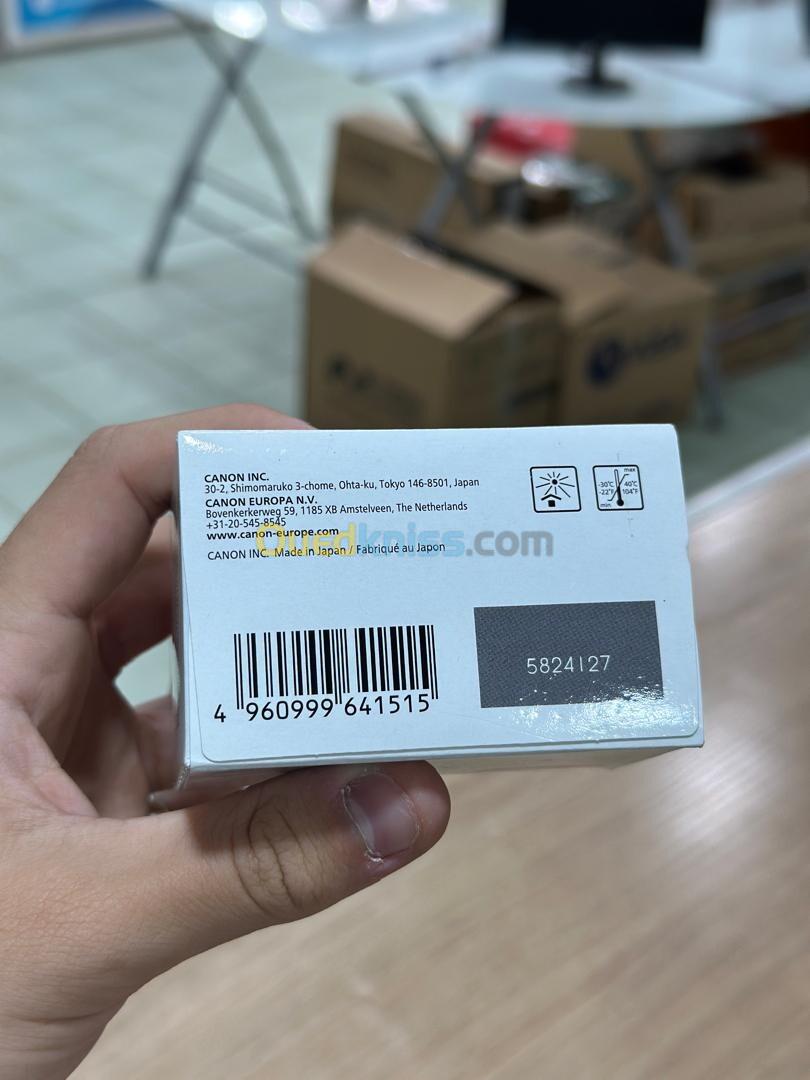 CANON INC.
30-2, Shimomaruko 3-chome, Ohta-ku, Tokyo 146-8501, Japan
CANON EUROPA N.V.
Bovenkerkerweg 59, 1185 XB Amstelveen, The Netherlands
+31-20-545-8545
www.canon-europe.com
CANON INC. Made in Japan / Fabriqué au Japon
max
-30°C 40°C
-22°F 104°F
min
Ouedkniss.com
5824127
4 960999 641515